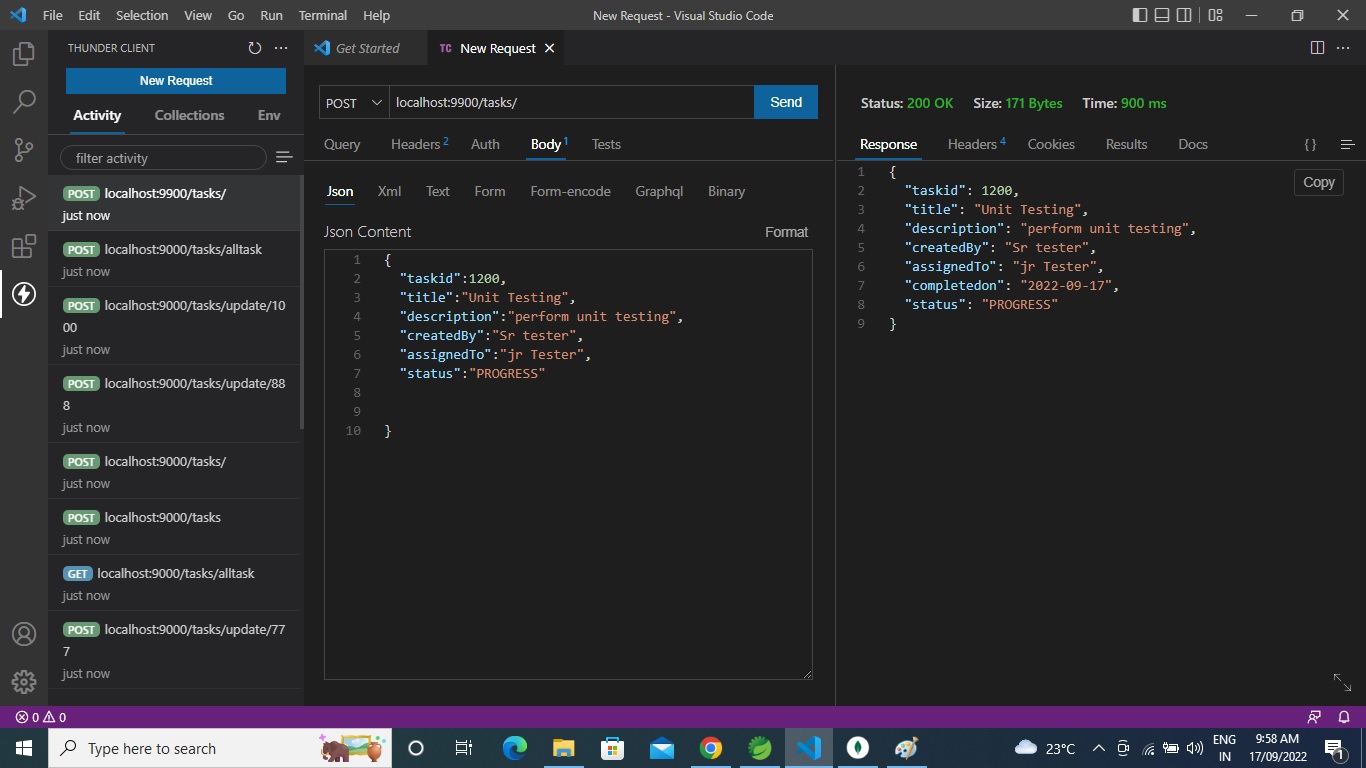 File Edit Selection View Go Run Terminal Help New Request - Visual Studio Code
THUNDER CLIENT
New Request
Activity Collections Env
filter activity
POST localhost:9900/tasks/
just now
POST localhost:9000/tasks/alltask
just now
POST localhost:9000/tasks/update/10
00
just now
POST localhost:9000/tasks/update/88
8
just now
POST localhost:9000/tasks/
just now
POST localhost:9000/tasks
just now
GET localhost:9000/tasks/alltask
just now
POST localhost:9000/tasks/update/77
7
just now
Get Started TC New Request
POST localhost:9900/tasks/ Send
Query Headers 2 Auth Body 1 Tests
Json Xml Text Form Form-encode Graphql Binary
Json Content Format
1 {
2 "taskid":1200,
3 "title":"Unit Testing",
4 "description":"perform unit testing",
5 "createdBy":"Sr tester",
6 "assignedTo":"jr Tester",
7 "status":"PROGRESS"
8
9
10 }
Status: 200 OK Size: 171 Bytes Time: 900 ms
Response Headers 4 Cookies Results Docs { }
Copy
1 {
2 "taskid": 1200,
3 "title": "Unit Testing",
4 "description": "perform unit testing",
5 "createdBy": "Sr tester",
6 "assignedTo": "jr Tester",
7 "completedon": "2022-09-17",
8 "status": "PROGRESS"
9 }
0 0
Type here to search
23°C
ENG
IN
9:58 AM
17/09/2022
1